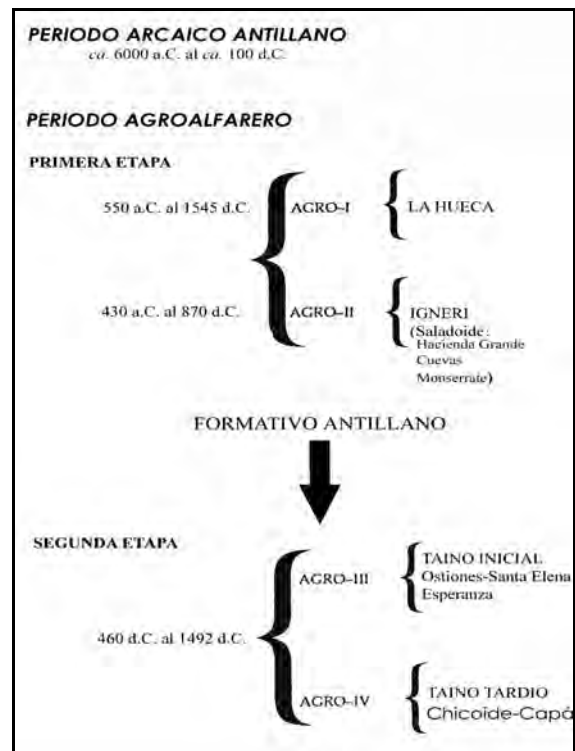 PERIODO ARCAICO ANTILLANO
ca. 6000 a.C. al ca. 100 d.C.
PERIODO AGROALFARERO
PRIMERA ETAPA
550 a.C. al 1545 d.C.
AGRO-I
LA HUECA
430 a.C. al 870 d.C.
AGRO-II
IGNERI
(Saladoide:
Hacienda Grande
Cuevas
Monserrate)
FORMATIVO ANTILLANO
SEGUNDA ETAPA
AGRO-III
TAINO INICIAL
Ostiones-Santa Elena
Esperanza
460 d.C. al 1492 d.C.
AGRO-IV
TAINO TARDIO
Chicoide-Capá